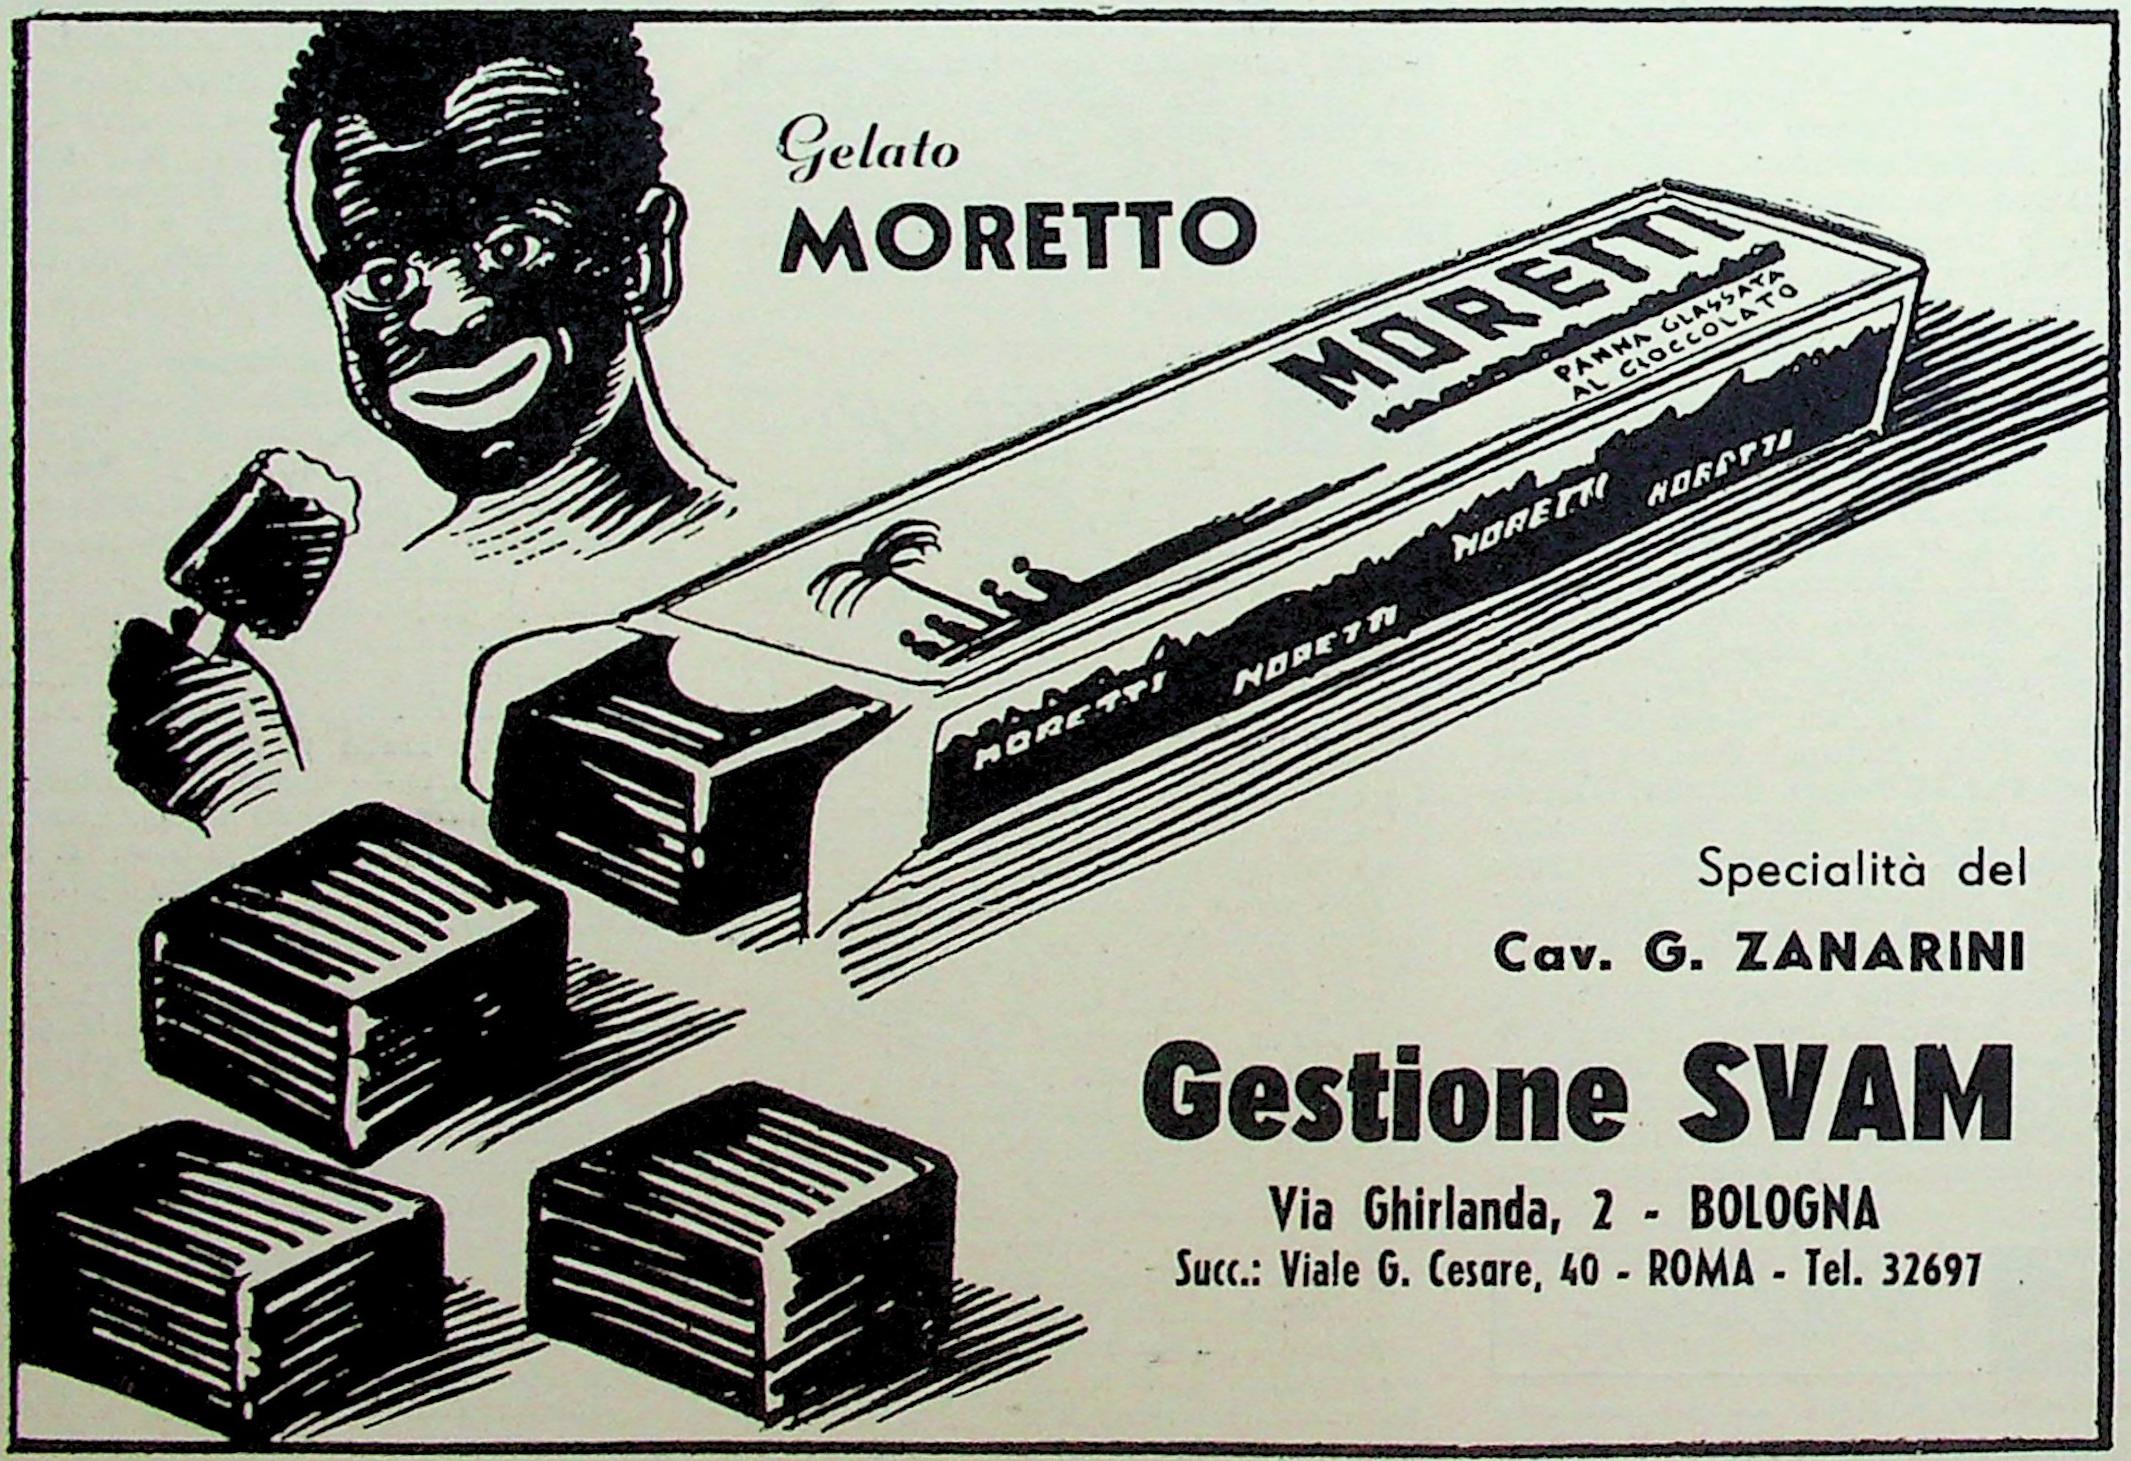 Gelato
MORETTO
MORETTI
PANNA GLASSATA
AL CIOCCOLATO
MORETTI MORETTI MORETTI MORETTI
Specialità del
Cav. G. ZANARINI
Gestione SVAM
Via Ghirlanda, 2 - BOLOGNA
Succ.: Viale G. Cesare, 40 - ROMA - Tel. 32697